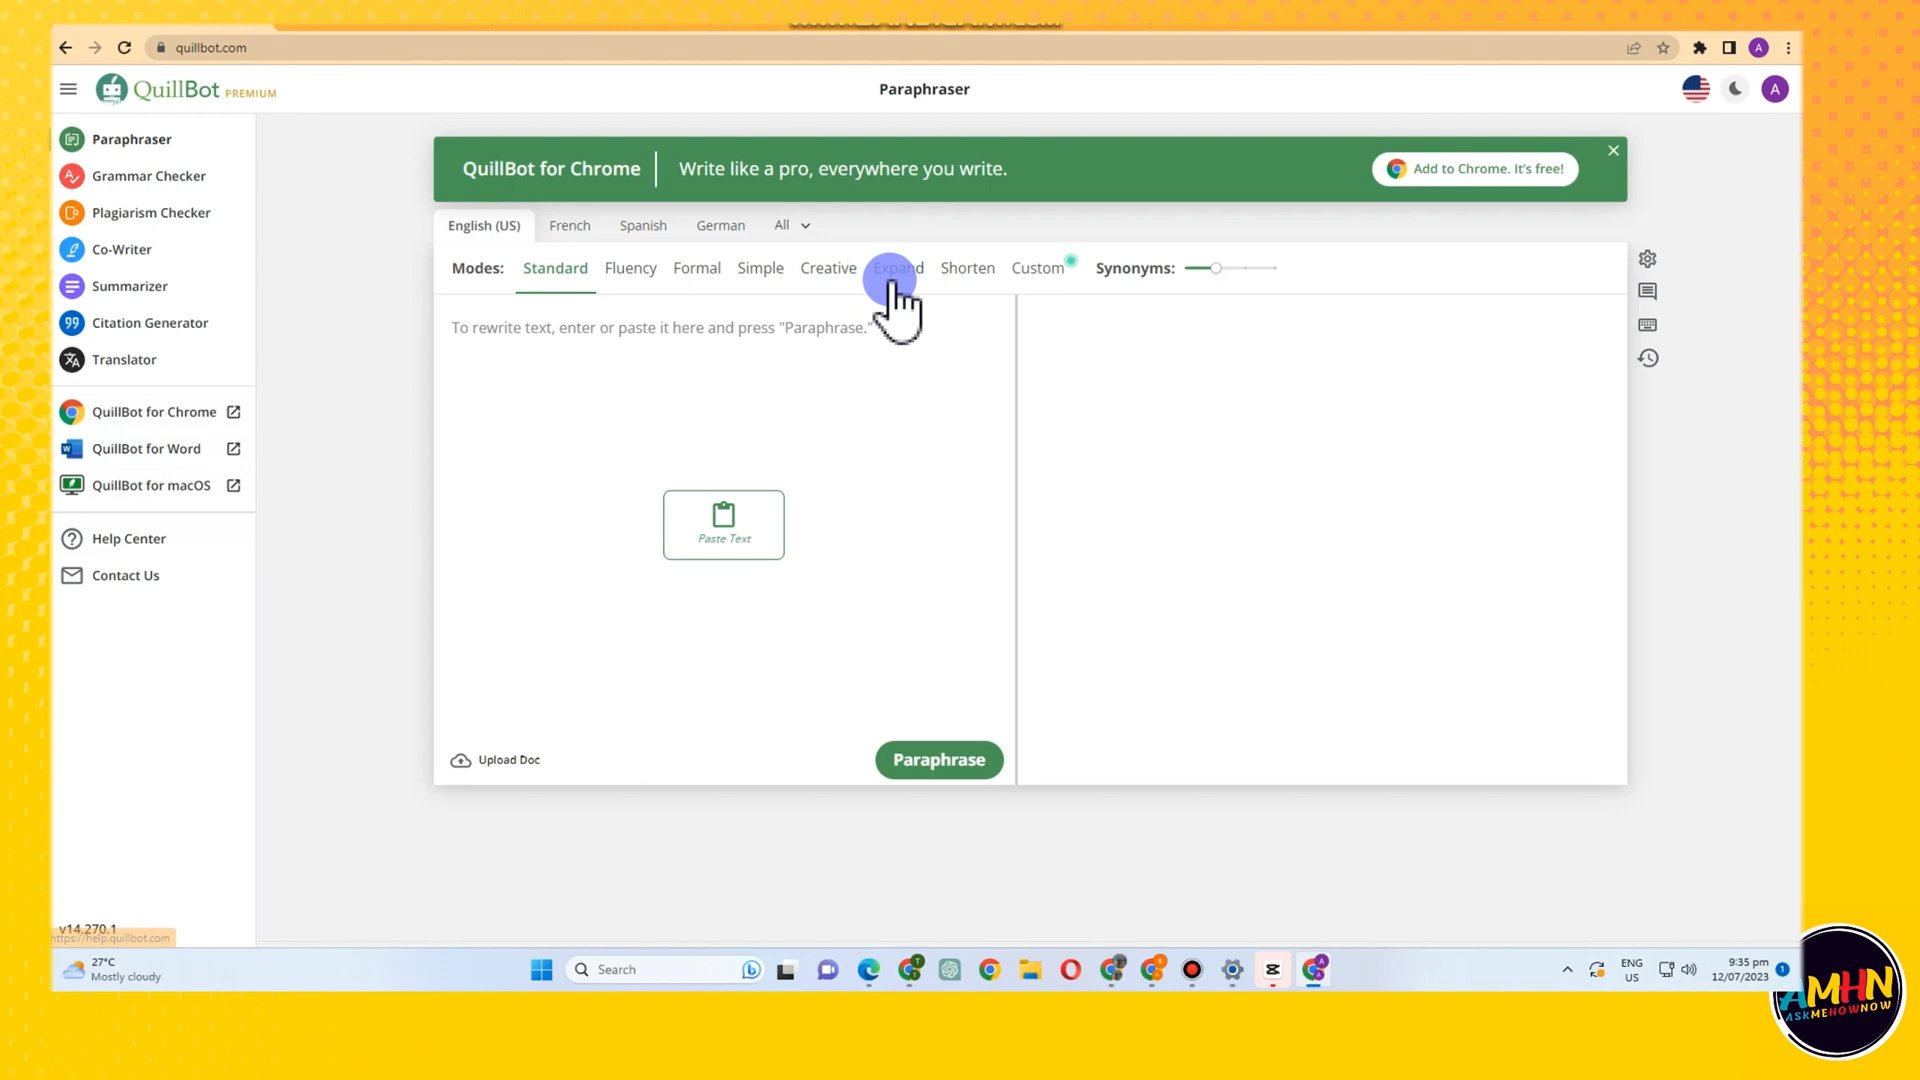 quillbot.com
A
QuillBot PREMIUM
Paraphraser
A
Paraphraser
Grammar Checker
Plagiarism Checker
Co-Writer
Summarizer
Citation Generator
Translator
QuillBot for Chrome
QuillBot for Word
QuillBot for macOS
Help Center
Contact Us
v14.270.1
https://help.quillbot.com
QuillBot for Chrome
Write like a pro, everywhere you write.
Add to Chrome. It's free!
English (US) French Spanish German All
Modes: Standard Fluency Formal Simple Creative Expand Shorten Custom Synonyms:
To rewrite text, enter or paste it here and press "Paraphrase."
Paste Text
Upload Doc
Paraphrase
27°C
Mostly cloudy
Search
ENG
US
9:35 pm
12/07/2023
1
AMHN
ASKMEHOWNOW